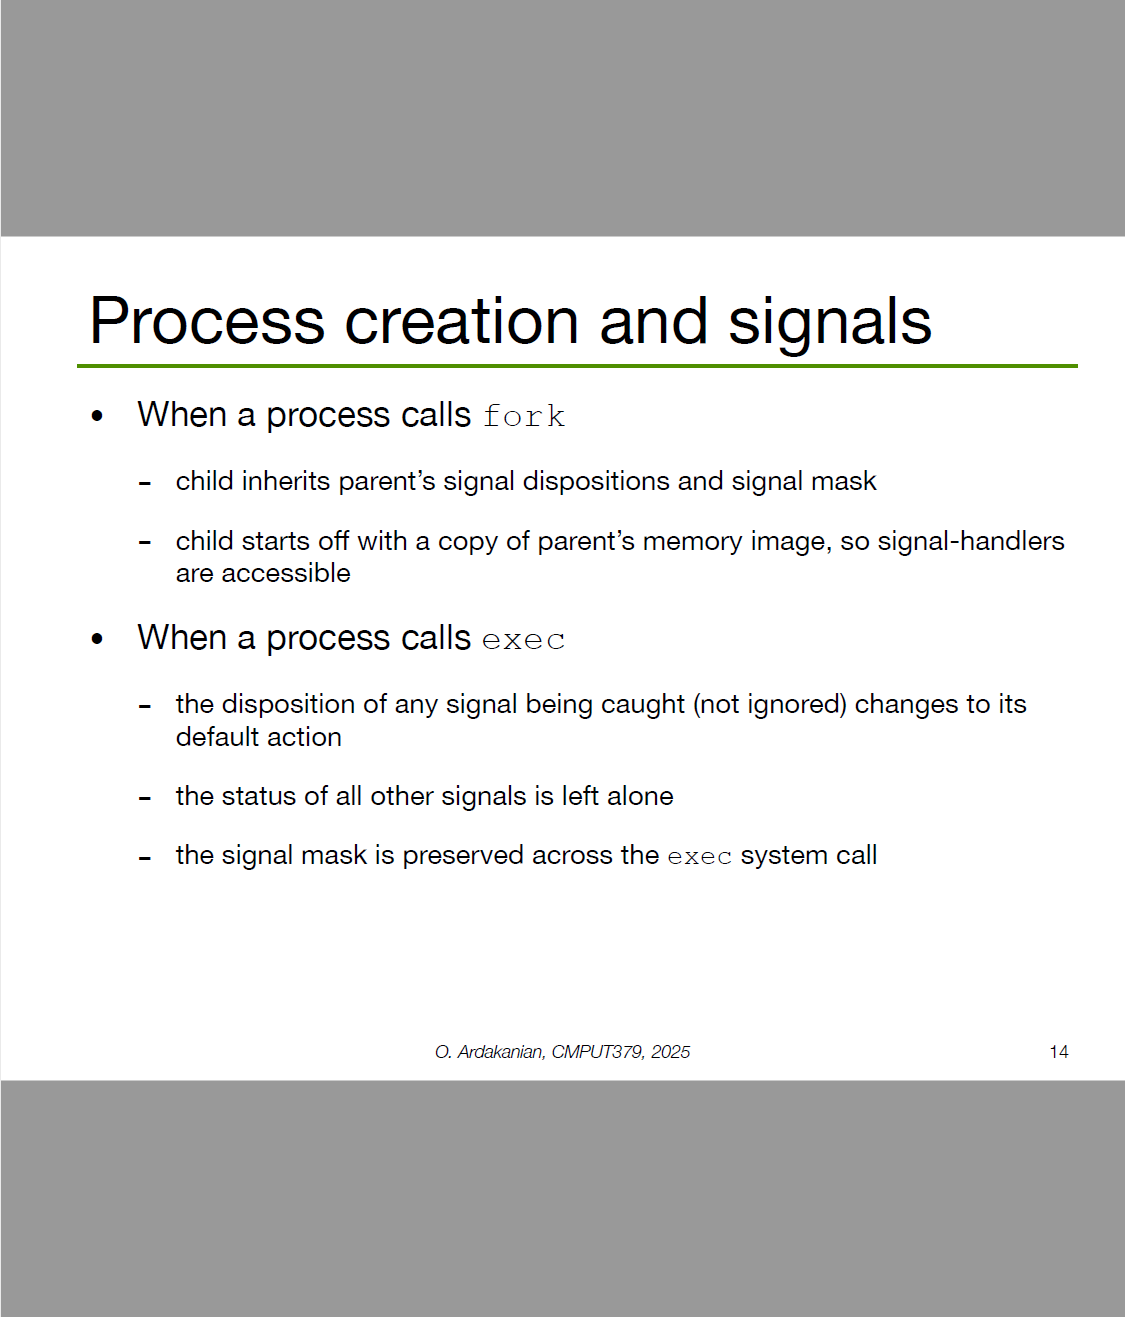 Process creation and signals
• When a process calls fork
– child inherits parent’s signal dispositions and signal mask
– child starts off with a copy of parent’s memory image, so signal-handlers
are accessible
• When a process calls exec
– the disposition of any signal being caught (not ignored) changes to its
default action
– the status of all other signals is left alone
– the signal mask is preserved across the exec system call
O. Ardakanian, CMPUT379, 2025
14